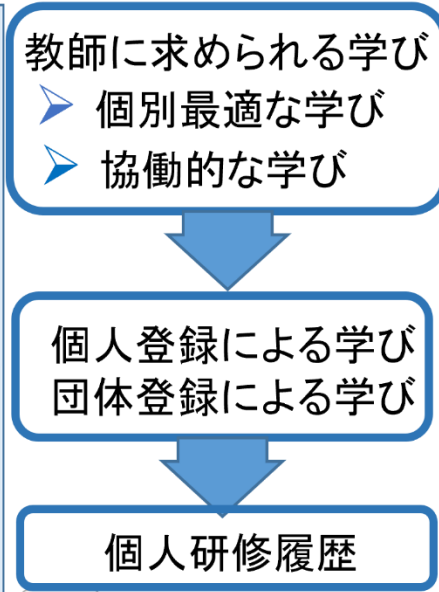 教師に求められる学び
個別最適な学び
協働的な学び
個人登録による学び
団体登録による学び
個人研修履歴